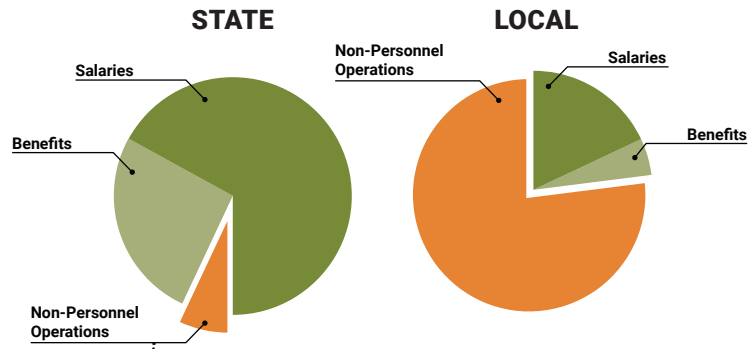 STATE
LOCAL
Salaries
Benefits
Non-Personnel
Operations
Non-Personnel
Operations
Salaries
Benefits